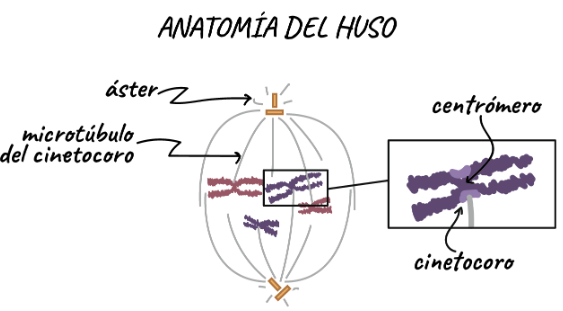 ANATOMÍA DEL HUSO
áster
microtúbulo
del cinetocoro
centrómero
cinetocoro